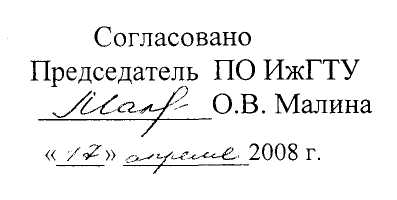 Согласовано
Председатель ПО ИжГТУ
О.В. Малина
«17» апреля 2008 г.